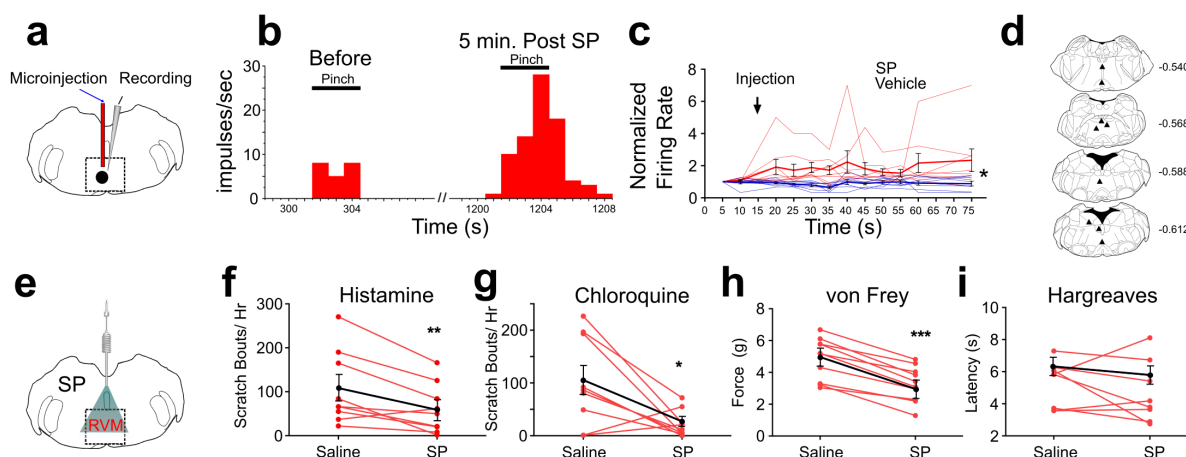 a
Microinjection
Recording
b
Before
Pinch
5 min. Post SP
Pinch
impulses/sec
40
30
20
10
0
300
304
//
1200
1204
1208
Time (s)
c
Injection
SP
Vehicle
Normalized
Firing Rate
8
6
4
2
0
0 5 10 15 20 25 30 35 40 45 50 55 60 65 70 75
*
Time (s)
d
-0.540
-0.568
-0.588
-0.612
e
SP
RVM
f
Histamine
Scratch Bouts/ Hr
300
200
100
0
**
Saline
SP
g
Chloroquine
Scratch Bouts/ Hr
200
100
0
*
Saline
SP
h
von Frey
Force (g)
8
6
4
2
0
***
Saline
SP
i
Hargreaves
Latency (s)
10
8
6
4
2
Saline
SP